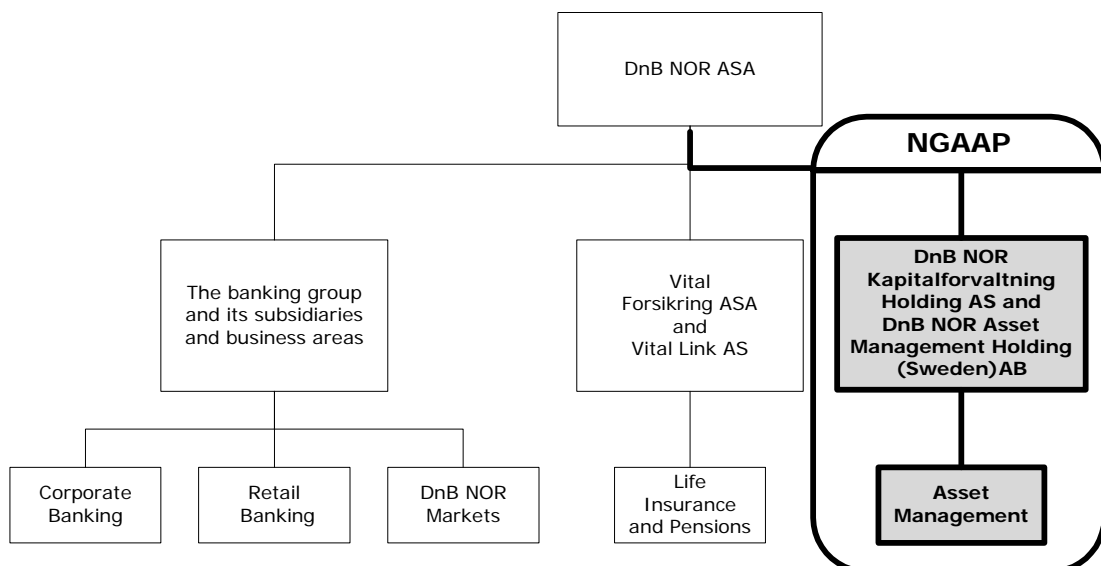 DnB NOR ASA
NGAAP
The banking group
and its subsidiaries
and business areas
Vital
Forsikring ASA
and
Vital Link AS
DnB NOR
Kapitalforvaltning
Holding AS and
DnB NOR Asset
Management Holding
(Sweden)AB
Corporate
Banking
Retail
Banking
DnB NOR
Markets
Life
Insurance
and Pensions
Asset
Management